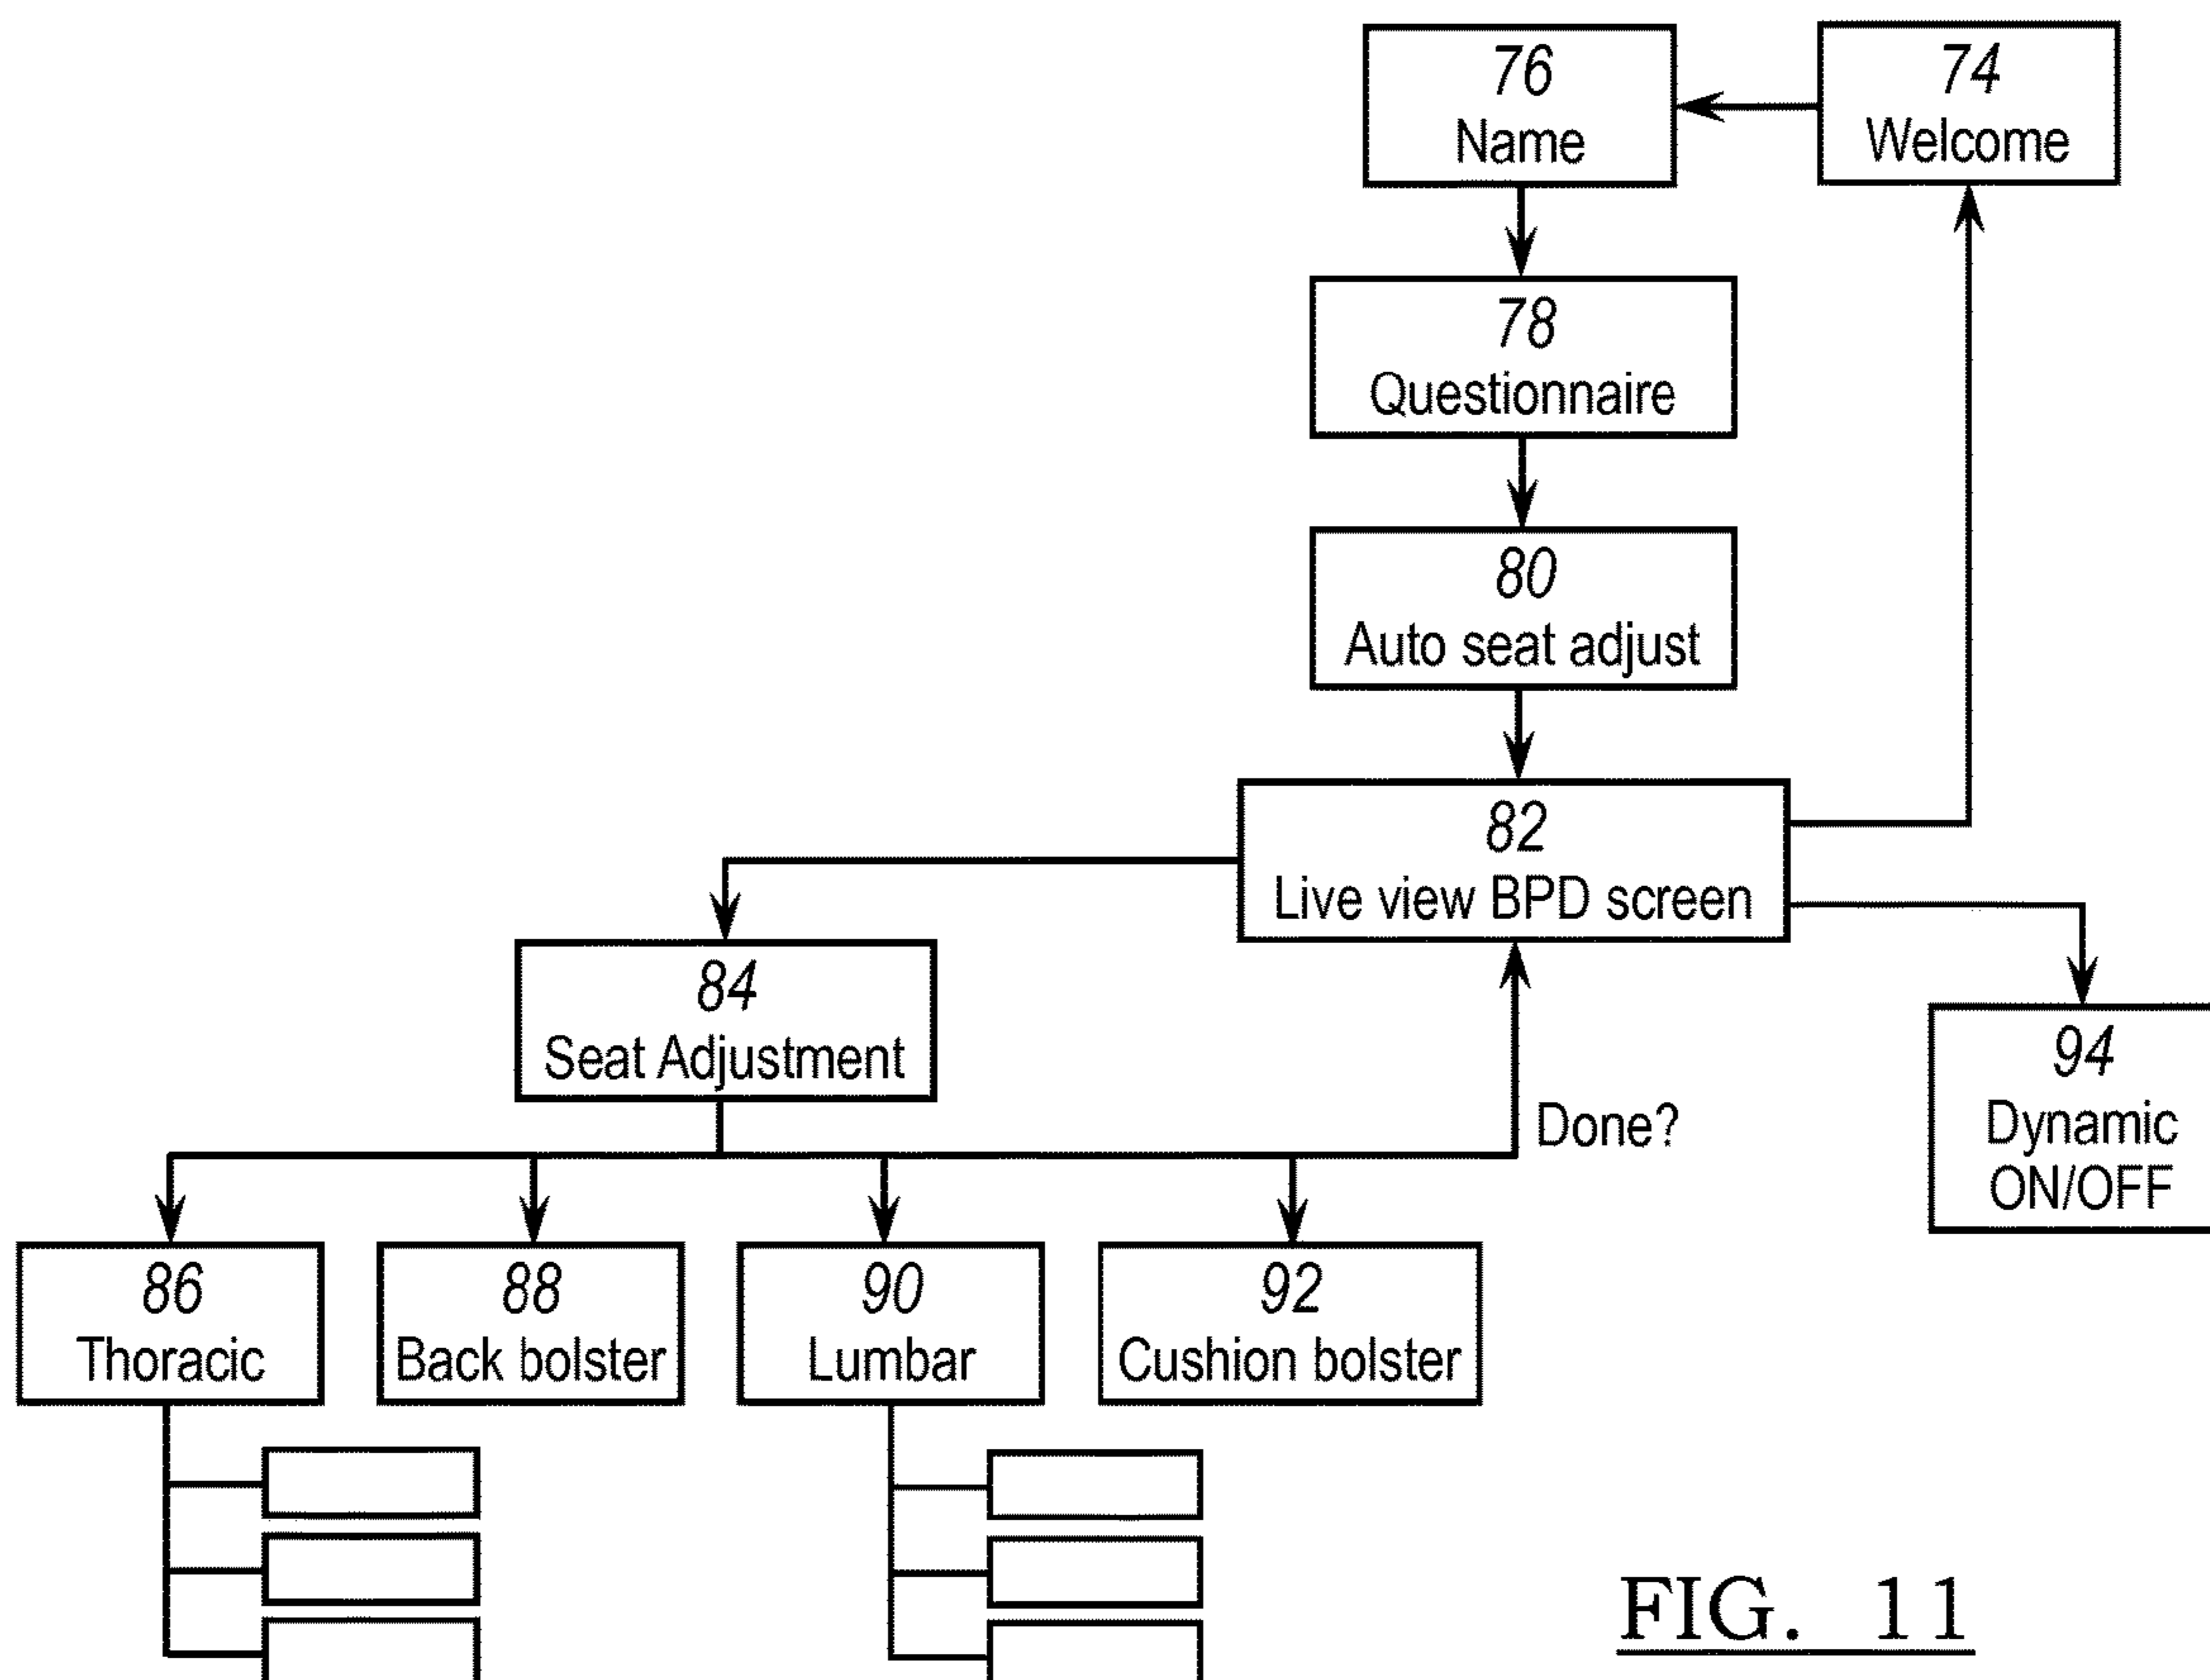 76
Name
74
Welcome
78
Questionnaire
80
Auto seat adjust
82
Live view BPD screen
84
Seat Adjustment
Done?
94
Dynamic
ON/OFF
86
Thoracic
88
Back bolster
90
Lumbar
92
Cushion bolster
FIG. 11